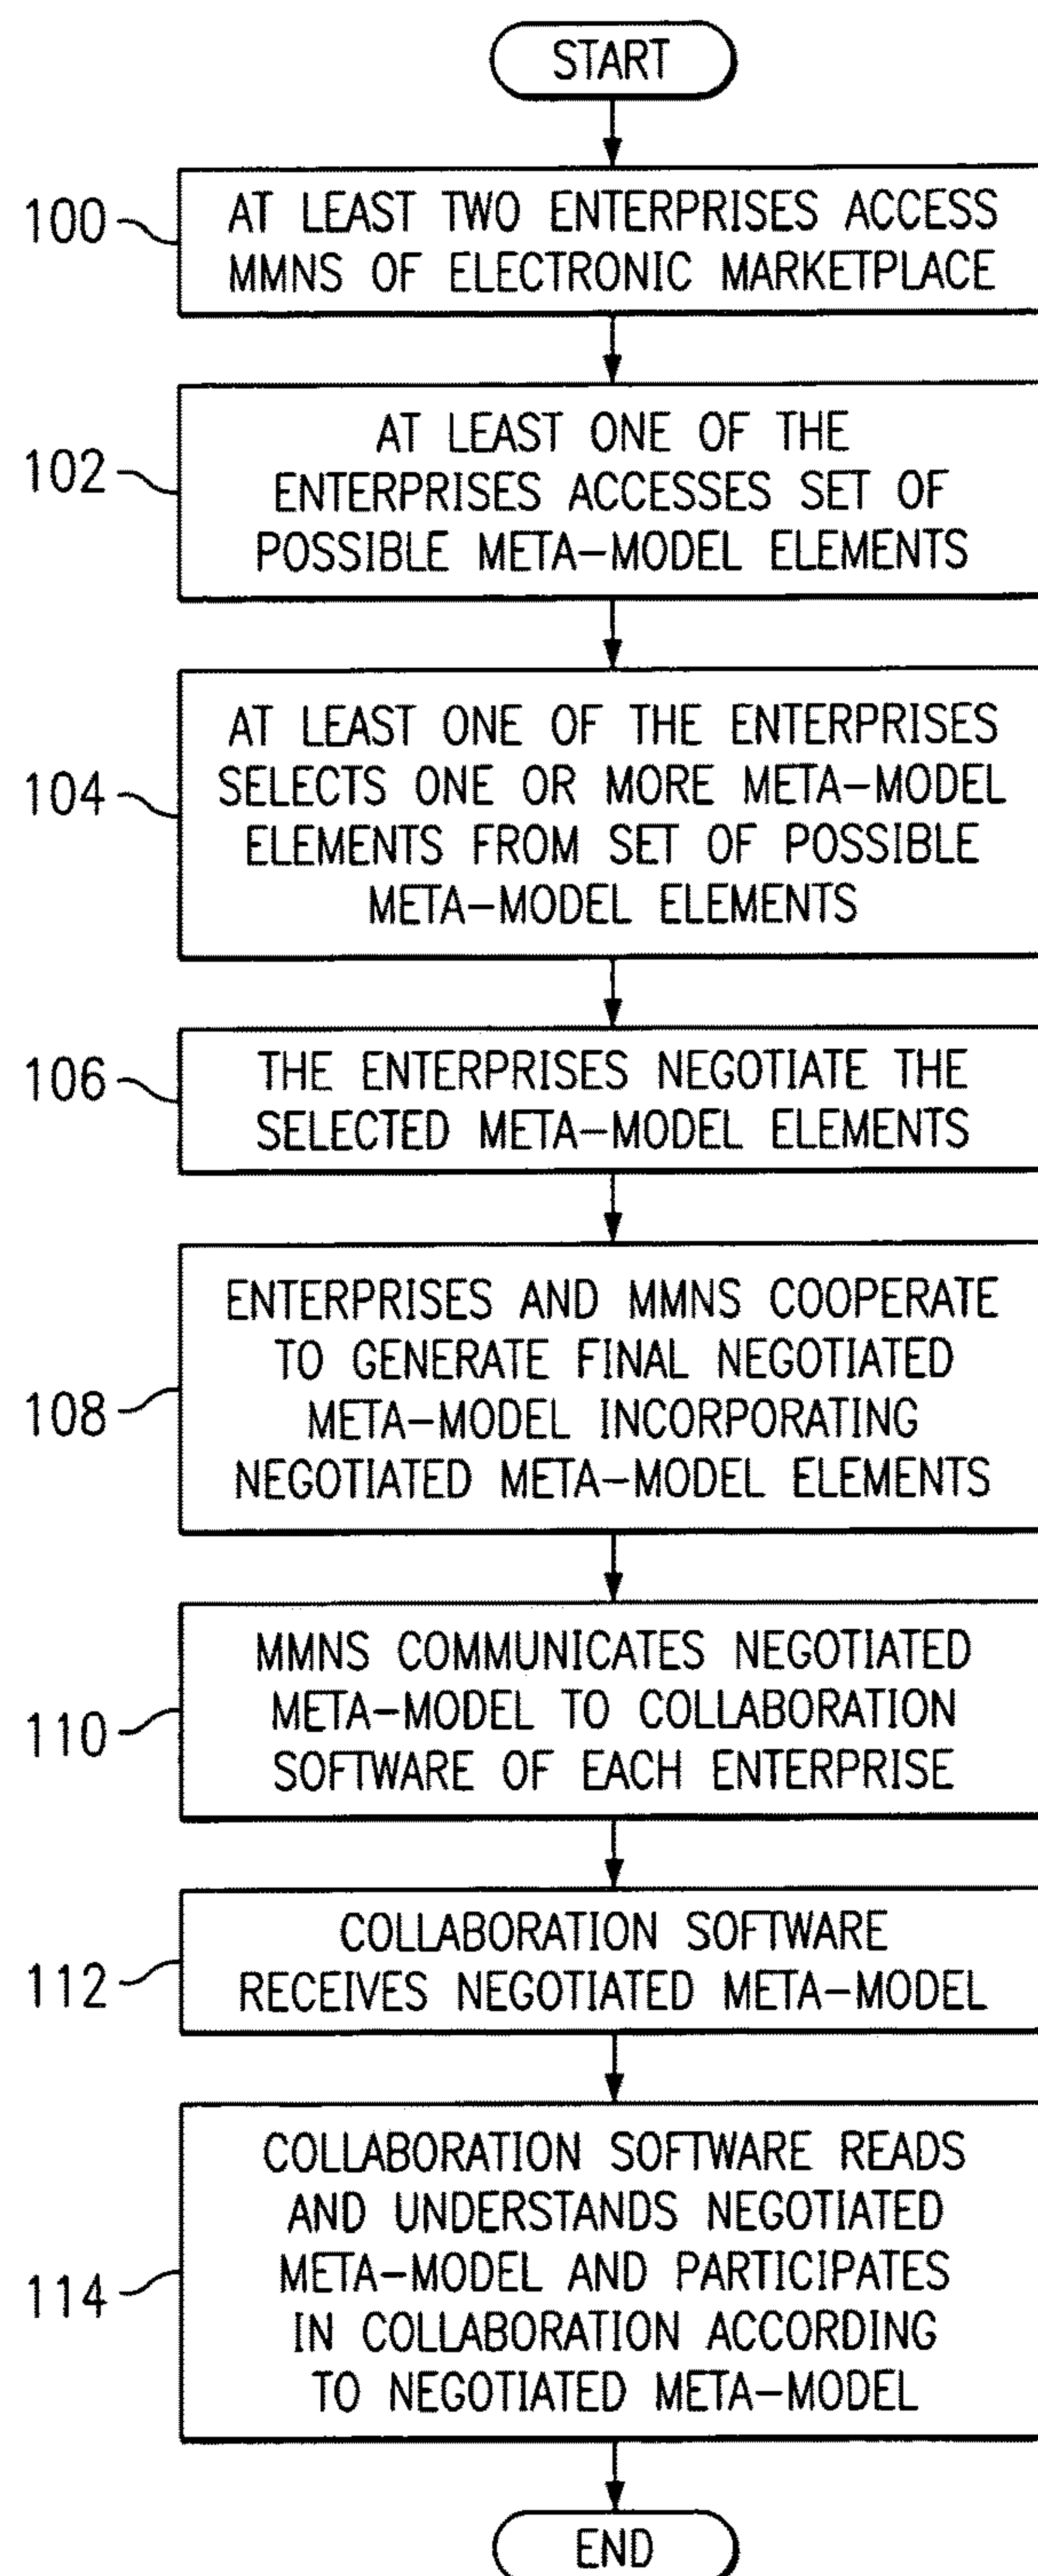 START
100
AT LEAST TWO ENTERPRISES ACCESS
MMNS OF ELECTRONIC MARKETPLACE
102
AT LEAST ONE OF THE
ENTERPRISES ACCESSES SET OF
POSSIBLE META-MODEL ELEMENTS
104
AT LEAST ONE OF THE ENTERPRISES
SELECTS ONE OR MORE META-MODEL
ELEMENTS FROM SET OF POSSIBLE
META-MODEL ELEMENTS
106
THE ENTERPRISES NEGOTIATE THE
SELECTED META-MODEL ELEMENTS
108
ENTERPRISES AND MMNS COOPERATE
TO GENERATE FINAL NEGOTIATED
META-MODEL INCORPORATING
NEGOTIATED META-MODEL ELEMENTS
110
MMNS COMMUNICATES NEGOTIATED
META-MODEL TO COLLABORATION
SOFTWARE OF EACH ENTERPRISE
112
COLLABORATION SOFTWARE
RECEIVES NEGOTIATED META-MODEL
114
COLLABORATION SOFTWARE READS
AND UNDERSTANDS NEGOTIATED
META-MODEL AND PARTICIPATES
IN COLLABORATION ACCORDING
TO NEGOTIATED META-MODEL
END